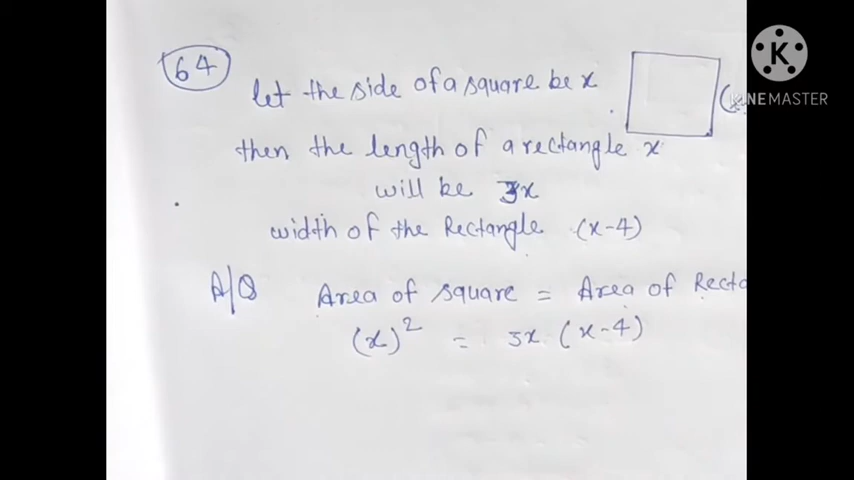 64
let the side of a square be x
then the length of a rectangle x
will be 3x
width of the Rectangle (x-4)
A/Q Area of square = Area of Recta
(x)² = 3x (x-4)
K
KINEMASTER